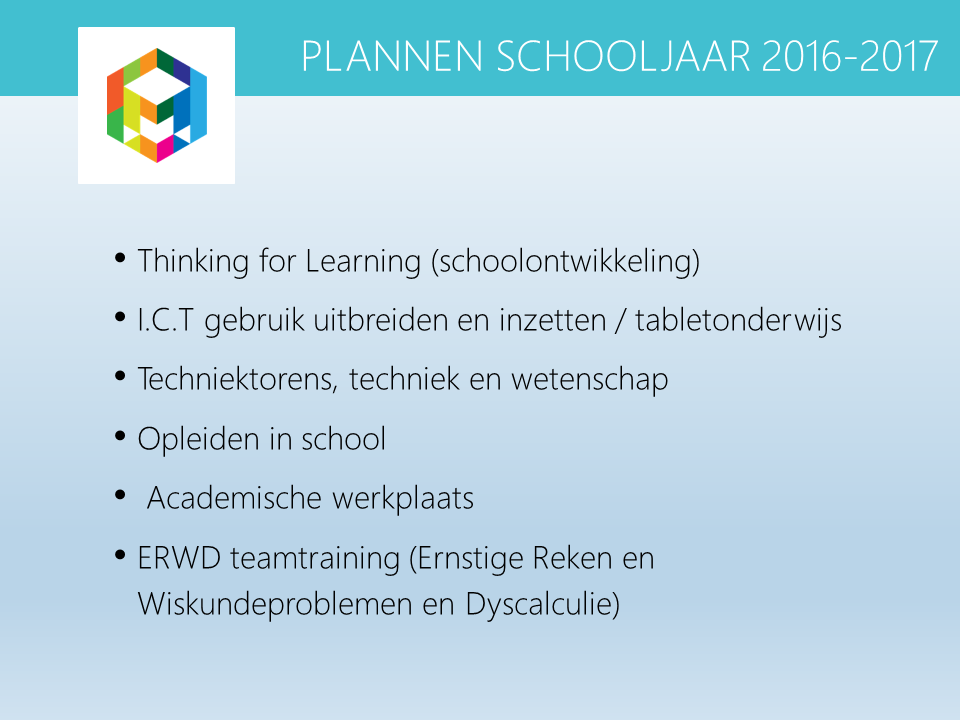 PLANNEN SCHOOLJAAR 2016-2017
• Thinking for Learning (schoolontwikkeling)
• I.C.T gebruik uitbreiden en inzetten / tabletonderwijs
• Techniektorens, techniek en wetenschap
• Opleiden in school
• Academische werkplaats
• ERWD teamtraining (Ernstige Reken en
Wiskundeproblemen en Dyscalculie)